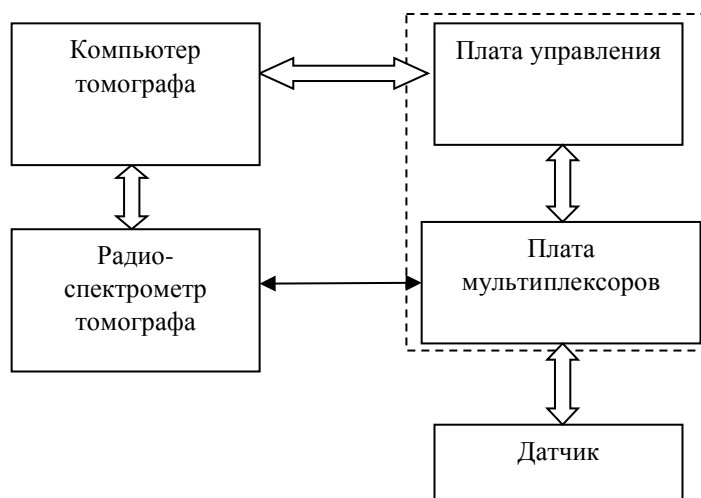 Компьютер
томографа
Плата управления
Радио-
спектрометр
томографа
Плата
мультиплексоров
Датчик